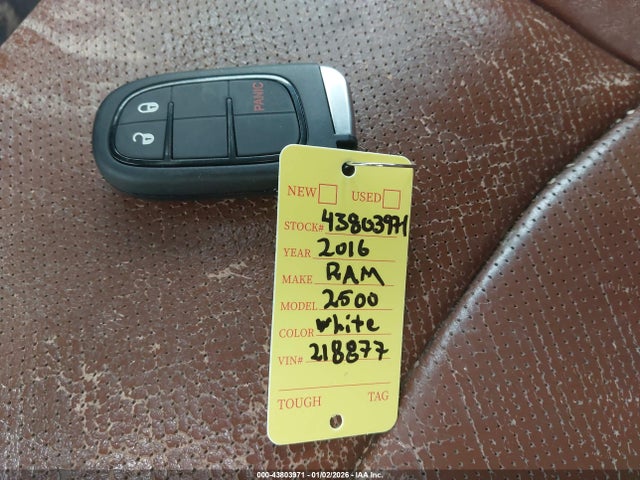 PANIC
NEW USED
STOCK# 43803971
YEAR 2016
MAKE RAM
MODEL 2500
COLOR white
VIN# 218877
TOUGH TAG
000-43803971 - 01/02/2026 - © IAA Inc.